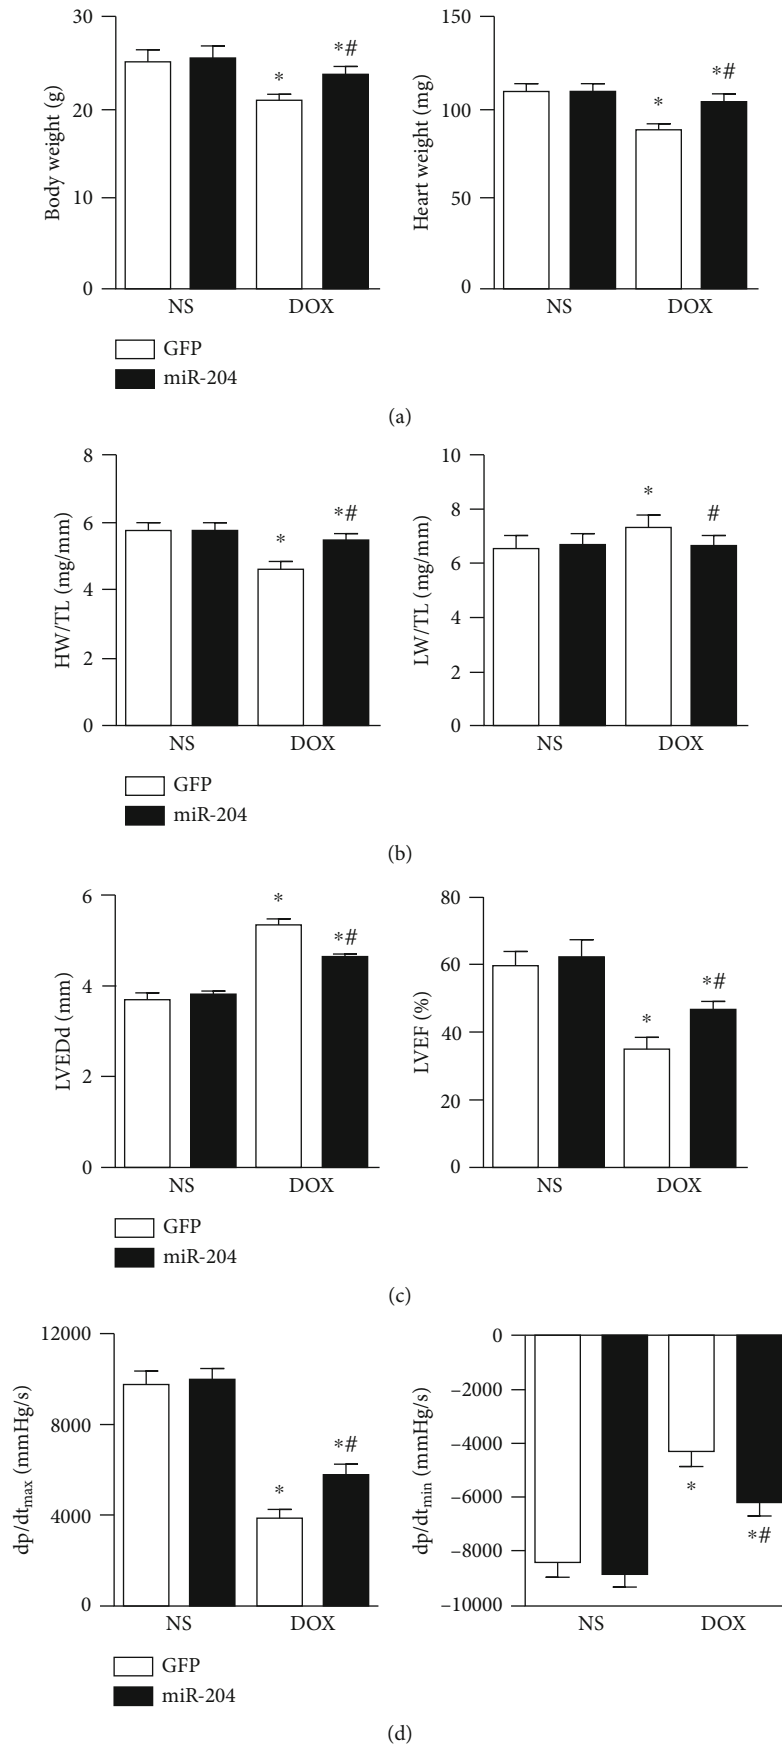 Body weight (g)
30
20
10
0
*
*#
NS
DOX
Heart weight (mg)
150
100
50
0
*
*#
NS
DOX
GFP
miR-204
(a)
HW/TL (mg/mm)
8
6
4
2
0
*
*#
NS
DOX
LW/TL (mg/mm)
10
8
6
4
2
0
*
#
NS
DOX
GFP
miR-204
(b)
LVEDd (mm)
6
4
2
0
*
*#
NS
DOX
LVEF (%)
80
60
40
20
0
*
*#
NS
DOX
GFP
miR-204
(c)
dp/dtmax (mmHg/s)
12000
9000
4000
0
*
*#
NS
DOX
dp/dtmin (mmHg/s)
0
–2000
–4000
–6000
–8000
–10000
*
*#
NS
DOX
GFP
miR-204
(d)